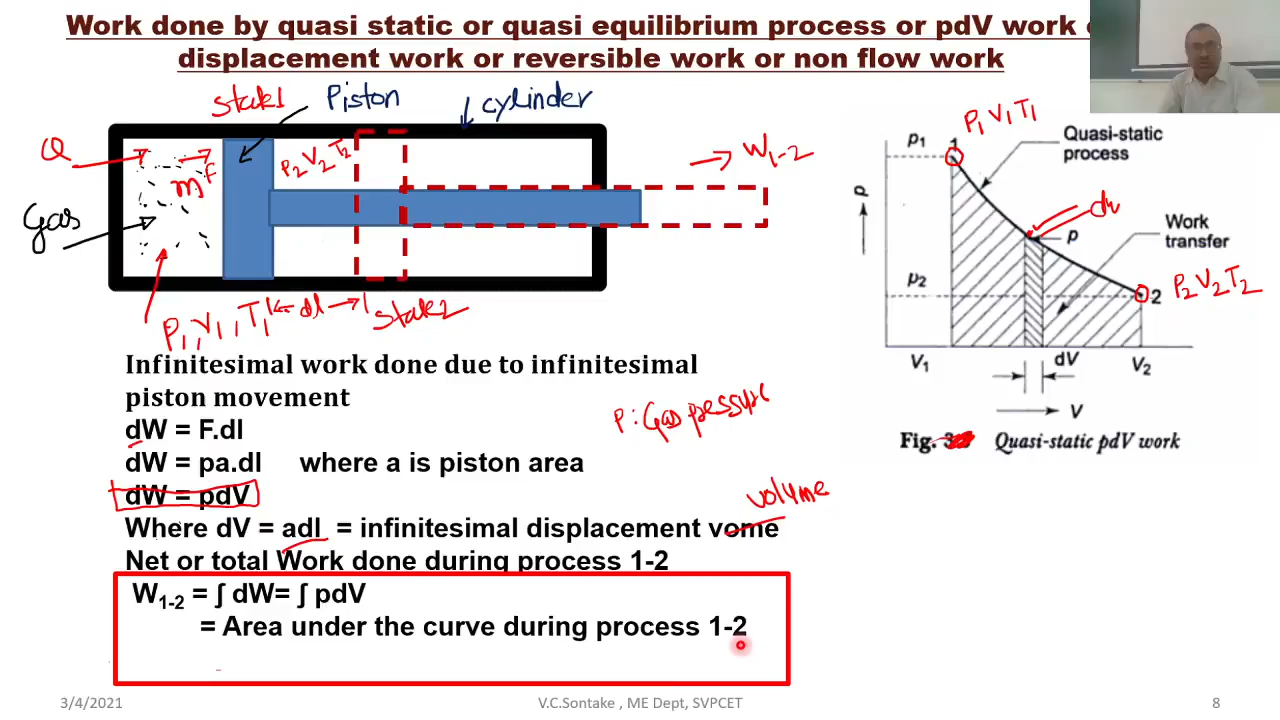 Work done by quasi static or quasi equilibrium process or pdV work
displacement work or reversible work or non flow work
State1
Piston
cylinder
Q
m
F
P2 V2 T2
W1-2
Gas
P1, V1, T1
dl
State2
P1 V1 T1
p1
1
Quasi-static
process
dv
p
p
Work
transfer
p2
2
P2 V2 T2
V1
dV
V2
V
Fig. Quasi-static pdV work
Infinitesimal work done due to infinitesimal
piston movement
dW = F.dl
P: Gas pressure
dW = pa.dl where a is piston area
dW = pdV
volume
Where dV = adl = infinitesimal displacement vome
Net or total Work done during process 1-2
W1-2 = ∫ dW= ∫ pdV
= Area under the curve during process 1-2
3/4/2021
V.C.Sontake , ME Dept, SVPCET
8